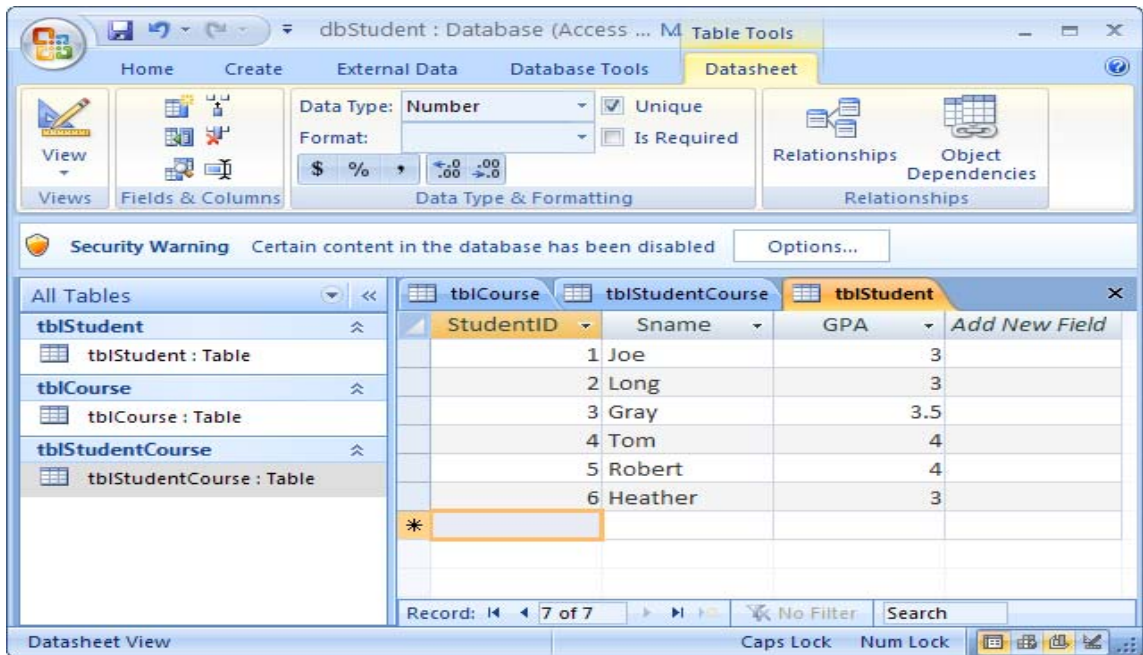 dbStudent : Database (Access ... M Table Tools
Home Create External Data Database Tools Datasheet
View
Views
Fields & Columns
Data Type: Number
Format:
$ % , .0 .00 .00 .0
Unique
Is Required
Data Type & Formatting
Relationships
Object Dependencies
Relationships
Security Warning Certain content in the database has been disabled Options...
All Tables
tblStudent
tblStudent : Table
tblCourse
tblCourse : Table
tblStudentCourse
tblStudentCourse : Table
tblCourse tblStudentCourse tblStudent
StudentID Sname GPA Add New Field
1 Joe 3
2 Long 3
3 Gray 3.5
4 Tom 4
5 Robert 4
6 Heather 3
Record: 7 of 7 No Filter Search
Datasheet View Caps Lock Num Lock